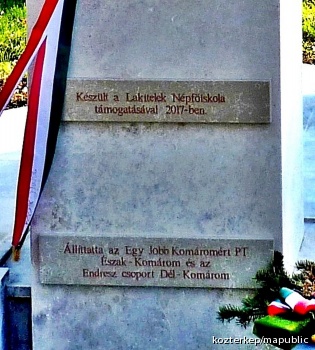 Készült a Lakitelek Népfőiskola
támogatásával 2017-ben.
Állíttatta az Egy Jobb Komáromért PT
Észak-Komárom és az
Endresz csoport Dél-Komárom
kozterkep/mapublic